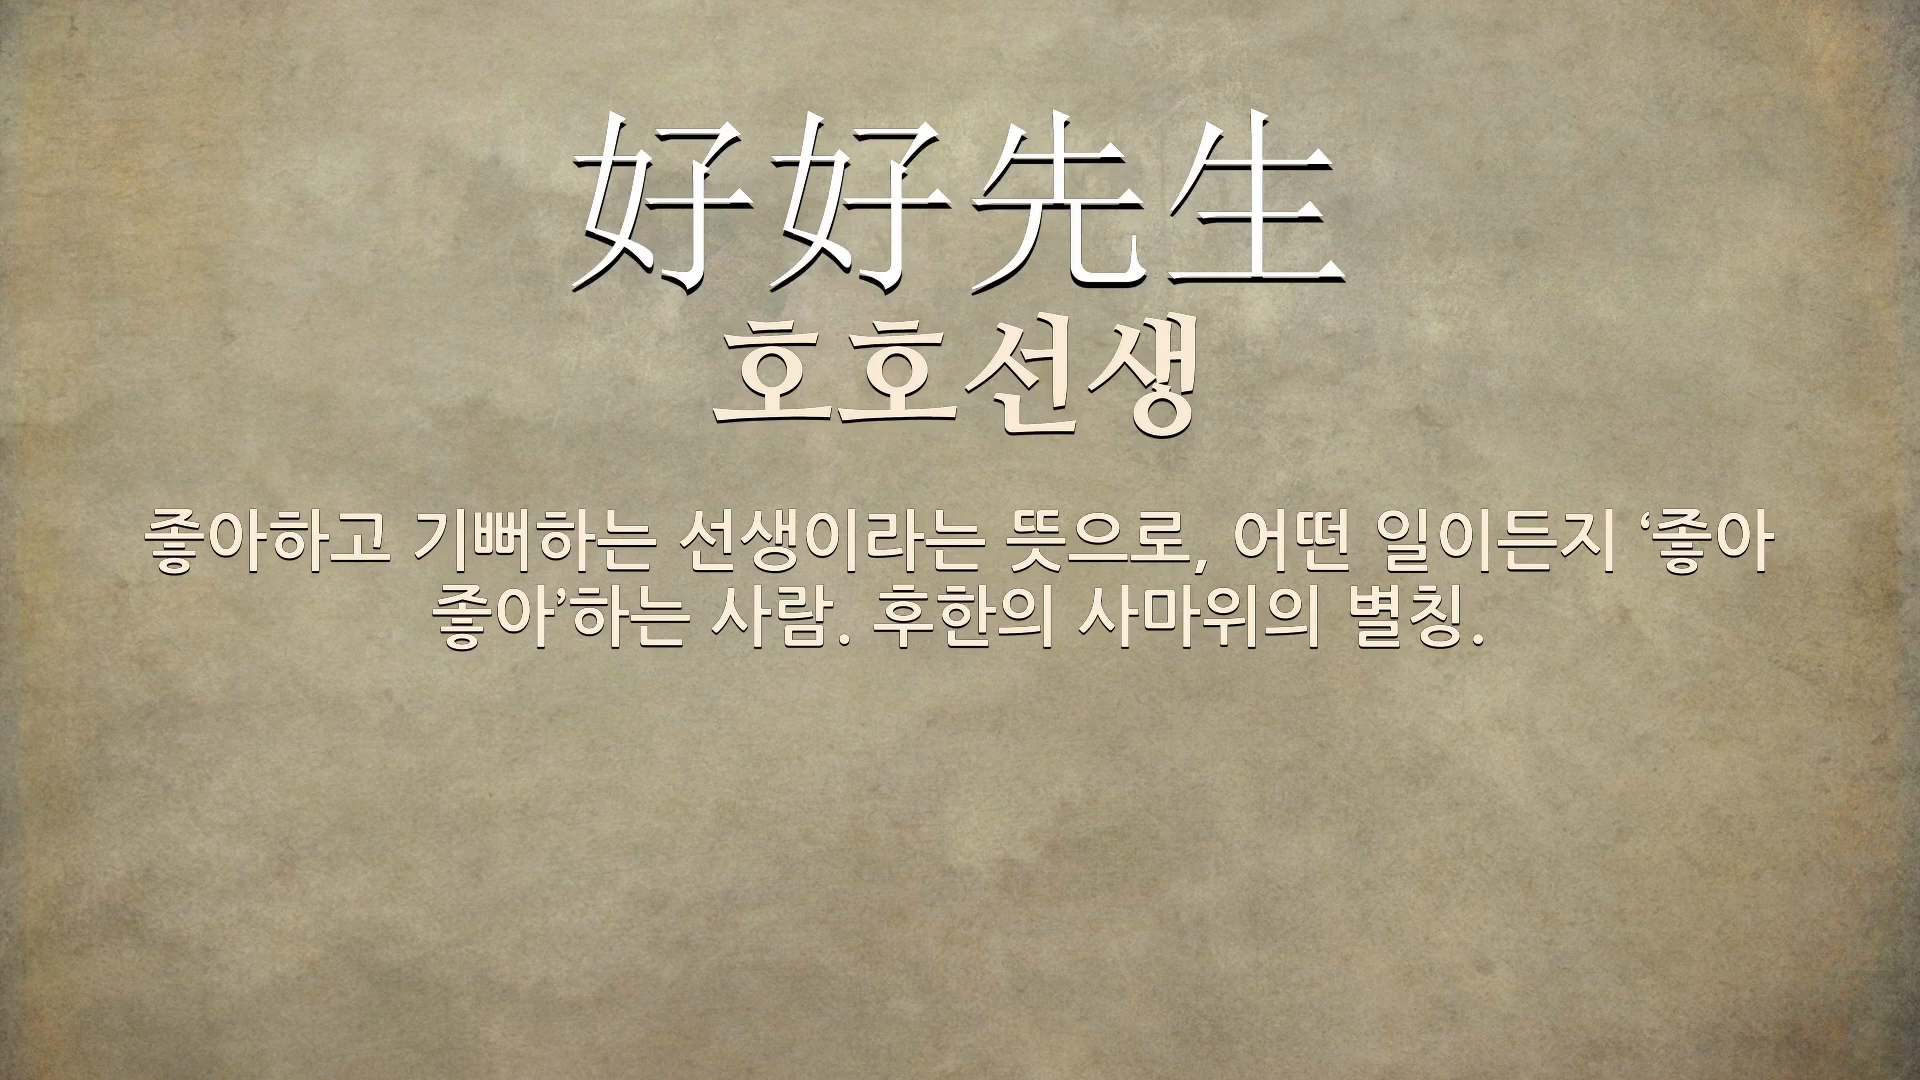 好好先生
호호선생
좋아하고 기뻐하는 선생이라는 뜻으로, 어떤 일이든지 ‘좋아
좋아’하는 사람. 후한의 사마위의 별칭.